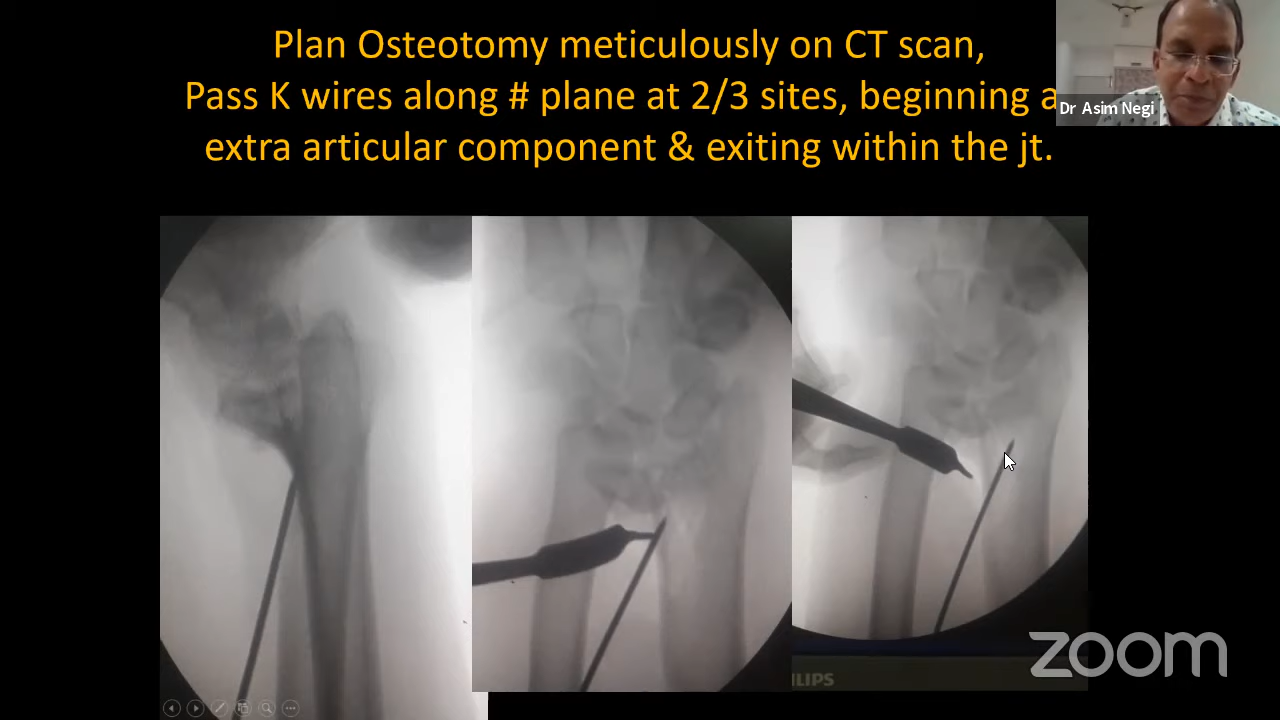 Plan Osteotomy meticulously on CT scan,
Pass K wires along # plane at 2/3 sites, beginning
extra articular component & exiting within the jt.
Dr Asim Negi
zoom